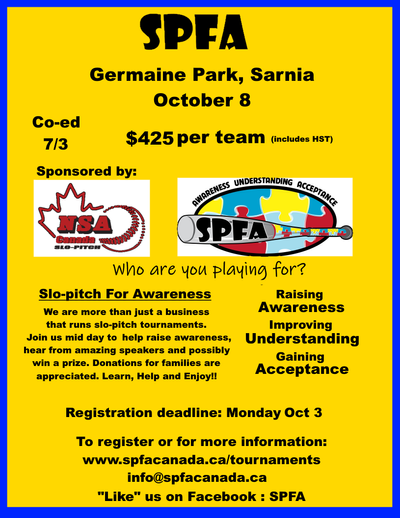 SPFA
Germaine Park, Sarnia
October 8
Co-ed
7/3
$425 per team (includes HST)
Sponsored by:
NSA
Canada
SLO-PITCH
AWARENESS UNDERSTANDING ACCEPTANCE
SPFA
Who are you playing for?
Slo-pitch For Awareness
We are more than just a business
that runs slo-pitch tournaments.
Join us mid day to help raise awareness,
hear from amazing speakers and possibly
win a prize. Donations for families are
appreciated. Learn, Help and Enjoy!!
Raising
Awareness
Improving
Understanding
Gaining
Acceptance
Registration deadline: Monday Oct 3
To register or for more information:
www.spfacanada.ca/tournaments
info@spfacanada.ca
"Like" us on Facebook : SPFA